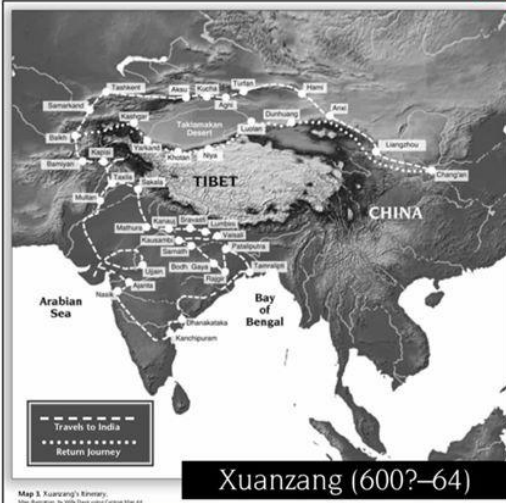 Tashkent
Aksu
Kucha
Turfan
Agni
Hami
Samarkand
Kashgar
Taklamakan
Desert
Dunhuang
Anxi
Loulan
Balkh
Yarkand
Khotan
Niya
Liangzhou
Kapisi
Bamiyan
Chang'an
Taxila
Sakala
TIBET
Multan
CHINA
Mathura
Kanauj
Sravasti
Lumbini
Kausambi
Vaisali
Sarnath
Pataliputra
Ujjain
Bodh. Gaya
Tamralipti
Rajgir
Arabian
Sea
Nasik
Ajanta
Bay
of
Bengal
Dhanakataka
Kanchipuram
Travels to India
Return Journey
Map 3. Xuanzang's Itinerary.
Xuanzang (600?–64)